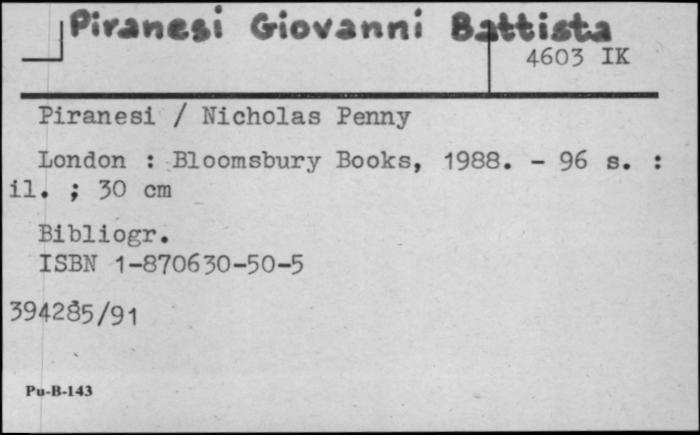 Piranesi Giovanni Battista
4603 IK
Piranesi / Nicholas Penny
London : Bloomsbury Books, 1988. - 96 s. :
il. ; 30 cm
Bibliogr.
ISBN 1-870630-50-5
394285/91
Pu-B-143